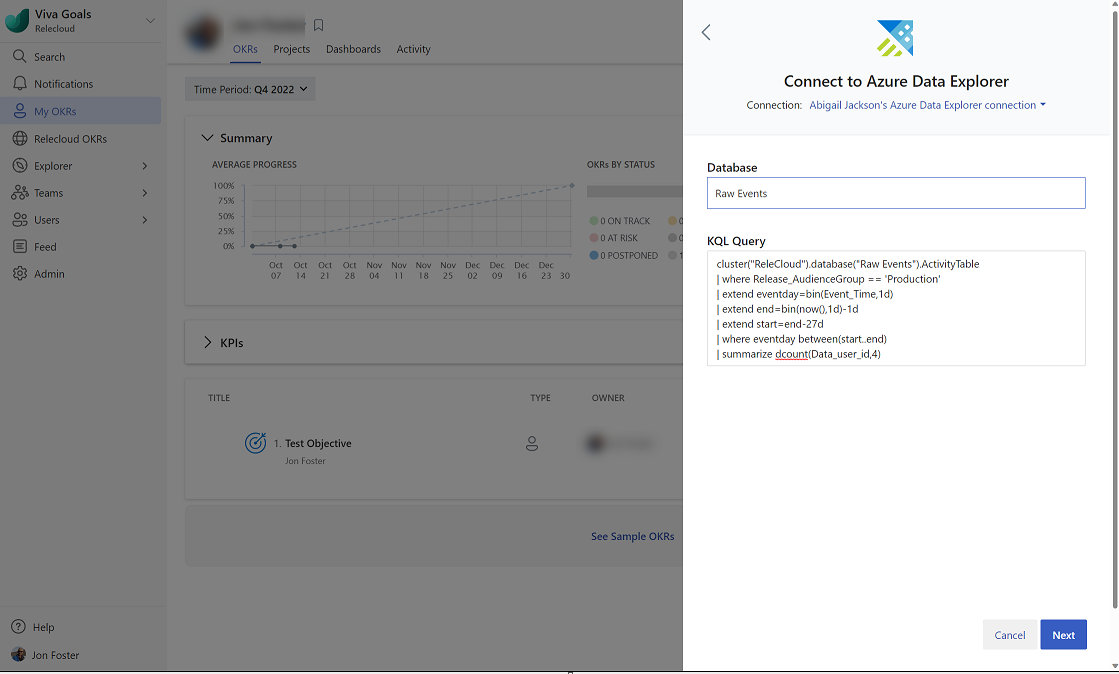 Viva Goals
Relecloud
Search
Notifications
My OKRs
Relecloud OKRs
Explorer
Teams
Users
Feed
Admin
Help
Jon Foster
OKRs Projects Dashboards Activity
Time Period: Q4 2022
Summary
AVERAGE PROGRESS
100%
75%
50%
25%
0%
Oct 07 Oct 14 Oct 21 Oct 28 Nov 04 Nov 11 Nov 18 Nov 25 Dec 02 Dec 09 Dec 16 Dec 23 30
OKRs BY STATUS
0 ON TRACK 0
0 AT RISK 0
0 POSTPONED 1
KPIs
TITLE TYPE OWNER
1. Test Objective
Jon Foster
See Sample OKRs
Connect to Azure Data Explorer
Connection: Abigail Jackson's Azure Data Explorer connection
Database
Raw Events
KQL Query
cluster("ReleCloud").database("Raw Events").ActivityTable
| where Release_AudienceGroup == 'Production'
| extend eventday=bin(Event_Time,1d)
| extend end=bin(now(),1d)-1d
| extend start=end-27d
| where eventday between(start..end)
| summarize dcount(Data_user_id,4)
Cancel Next